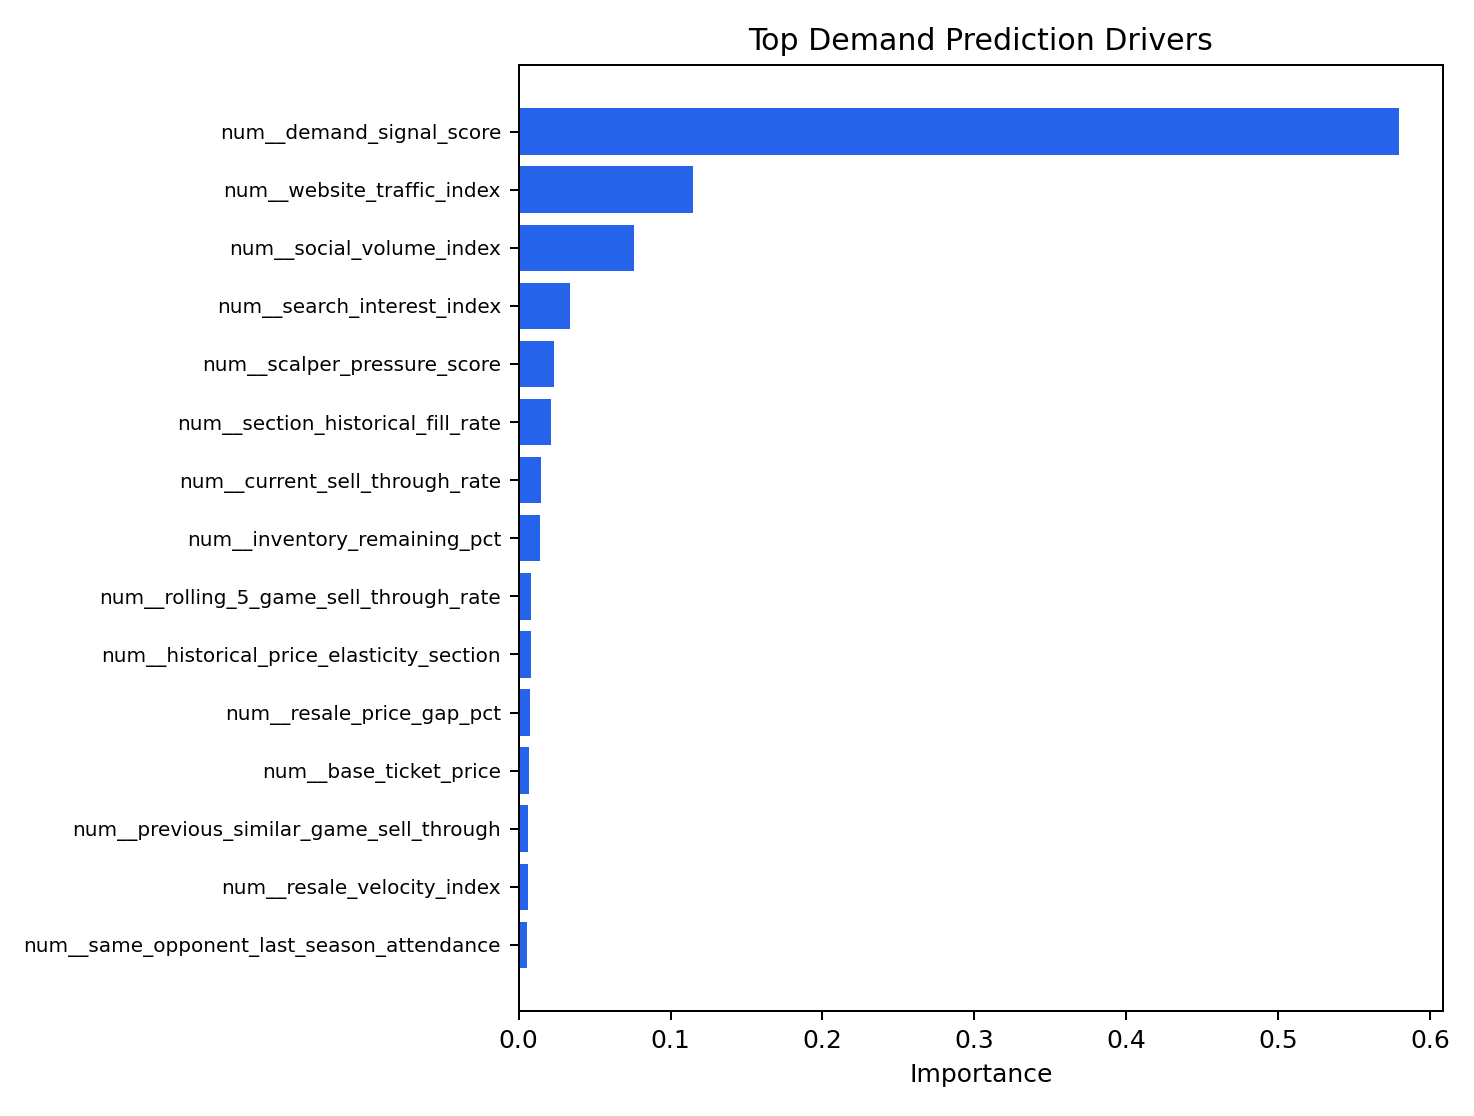 Top Demand Prediction Drivers
num__demand_signal_score
num__website_traffic_index
num__social_volume_index
num__search_interest_index
num__scalper_pressure_score
num__section_historical_fill_rate
num__current_sell_through_rate
num__inventory_remaining_pct
num__rolling_5_game_sell_through_rate
num__historical_price_elasticity_section
num__resale_price_gap_pct
num__base_ticket_price
num__previous_similar_game_sell_through
num__resale_velocity_index
num__same_opponent_last_season_attendance
0.0 0.1 0.2 0.3 0.4 0.5 0.6
Importance